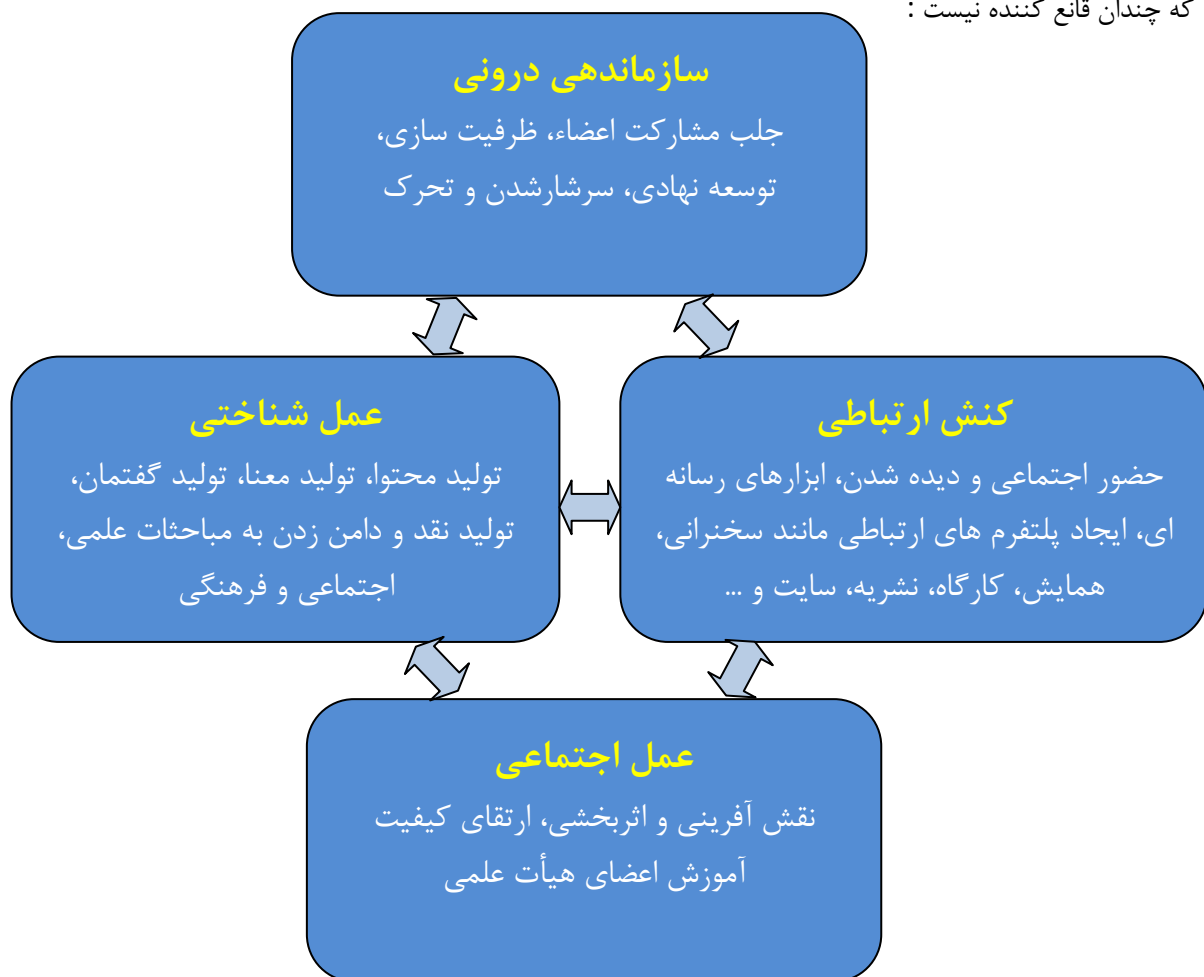 که چندان قانع کننده نیست :
سازماندهی درونی
جلب مشارکت اعضاء، ظرفیت سازی،
توسعه نهادی، سرشارشدن و تحرک
کنش ارتباطی
حضور اجتماعی و دیده شدن، ابزارهای رسانه
ای، ایجاد پلتفرم های ارتباطی مانند سخنرانی،
همایش، کارگاه، نشریه، سایت و ...
عمل شناختی
تولید محتوا، تولید معنا، تولید گفتمان،
تولید نقد و دامن زدن به مباحثات علمی،
اجتماعی و فرهنگی
عمل اجتماعی
نقش آفرینی و اثربخشی، ارتقای کیفیت
آموزش اعضای هیأت علمی